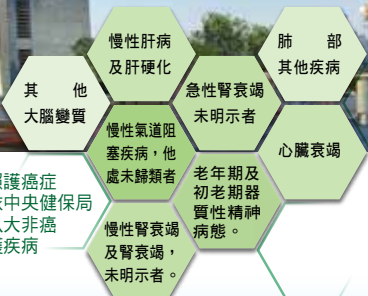 慢性肝病
及肝硬化
肺 部
其他疾病
其 他
大腦變質
急性腎衰竭
未明示者
慢性氣道阻
塞疾病，他
處未歸類者
心臟衰竭
護癌症
中央健保局
大非癌
疾病
老年期及
初老期器
質性精神
病態。
慢性腎衰竭
及腎衰竭，
未明示者。